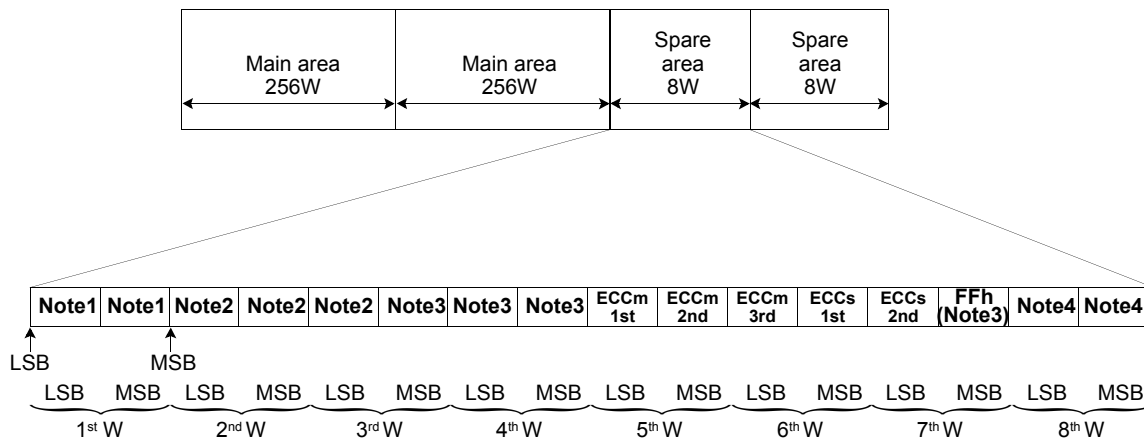 Main area
256W
Main area
256W
Spare
area
8W
Spare
area
8W
Note1 Note1 Note2 Note2 Note2 Note3 Note3 Note3 ECCm 1st ECCm 2nd ECCm 3rd ECCs 1st ECCs 2nd FFh (Note3) Note4 Note4
LSB MSB
LSB MSB LSB MSB LSB MSB LSB MSB LSB MSB LSB MSB LSB MSB LSB MSB
1st W 2nd W 3rd W 4th W 5th W 6th W 7th W 8th W